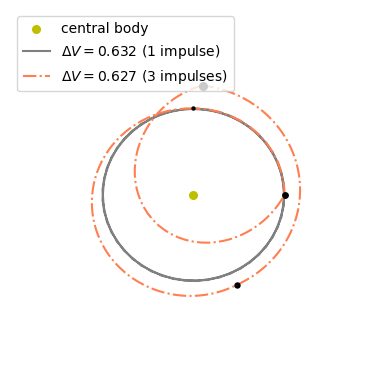 central body
ΔV = 0.632 (1 impulse)
ΔV = 0.627 (3 impulses)